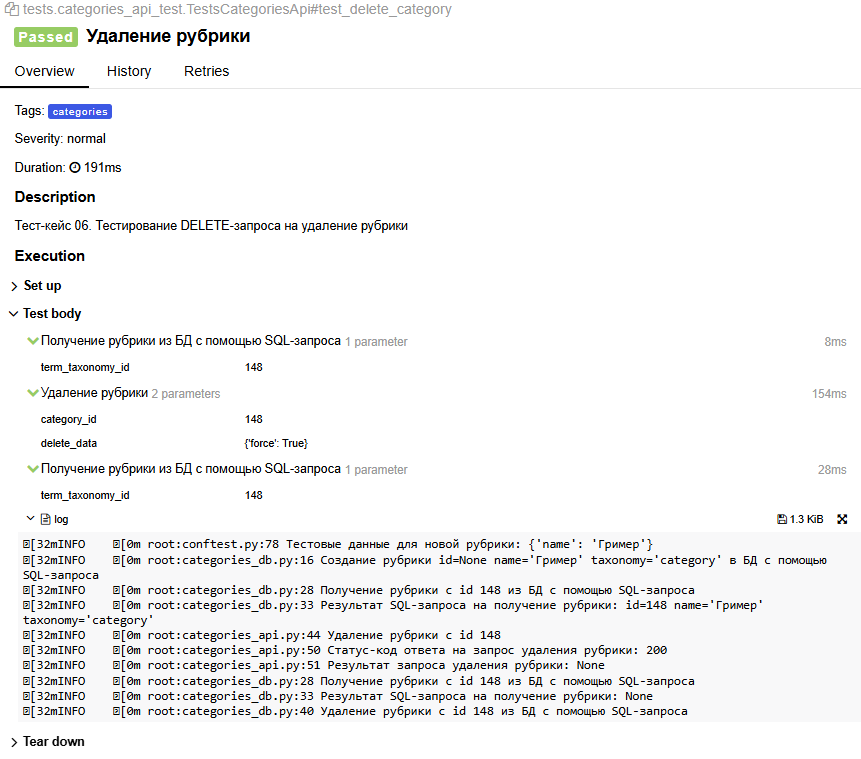 tests.categories_api_test.TestsCategoriesApi#test_delete_category
Passed Удаление рубрики
Overview History Retries
Tags: categories
Severity: normal
Duration: 191ms
Description
Тест-кейс 06. Тестирование DELETE-запроса на удаление рубрики
Execution
Set up
Test body
Получение рубрики из БД с помощью SQL-запроса 1 parameter 8ms
term_taxonomy_id 148
Удаление рубрики 2 parameters 154ms
category_id 148
delete_data {'force': True}
Получение рубрики из БД с помощью SQL-запроса 1 parameter 28ms
term_taxonomy_id 148
log 1.3 KiB
[32mINFO [0m root:conftest.py:78 Тестовые данные для новой рубрики: {'name': 'Гример'}
[32mINFO [0m root:categories_db.py:16 Создание рубрики id=None name='Гример' taxonomy='category' в БД с помощью
SQL-запроса
[32mINFO [0m root:categories_db.py:28 Получение рубрики с id 148 из БД с помощью SQL-запроса
[32mINFO [0m root:categories_db.py:33 Результат SQL-запроса на получение рубрики: id=148 name='Гример'
taxonomy='category'
[32mINFO [0m root:categories_api.py:44 Удаление рубрики с id 148
[32mINFO [0m root:categories_api.py:50 Статус-код ответа на запрос удаления рубрики: 200
[32mINFO [0m root:categories_api.py:51 Результат запроса удаления рубрики: None
[32mINFO [0m root:categories_db.py:28 Получение рубрики с id 148 из БД с помощью SQL-запроса
[32mINFO [0m root:categories_db.py:33 Результат SQL-запроса на получение рубрики: None
[32mINFO [0m root:categories_db.py:40 Удаление рубрики с id 148 из БД с помощью SQL-запроса
Tear down